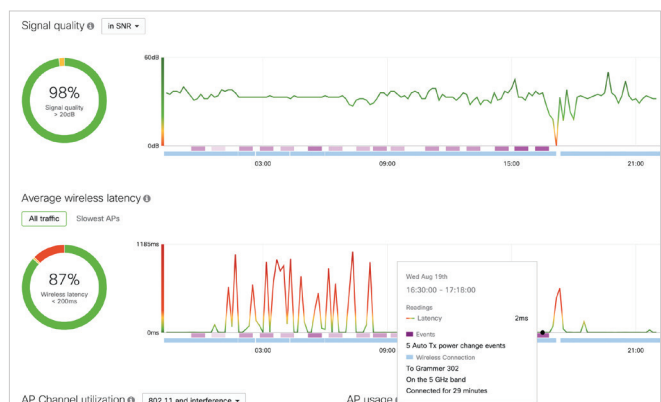 Signal quality in SNR
60dB
98%
Signal quality
> 20dB
0dB
03:00 09:00 15:00 21:00
Average wireless latency
All traffic Slowest APs
1185ms
87%
Wireless latency
< 200ms
0ms
03:00 09:00 21:00
Wed Aug 19th
16:30:00 - 17:18:00
Readings
Latency 2ms
Events
5 Auto Tx power change events
Wireless Connection
To Grammer 302
On the 5 GHz band
Connected for 29 minutes
AP Channel utilization 802.11 and interference AP usage